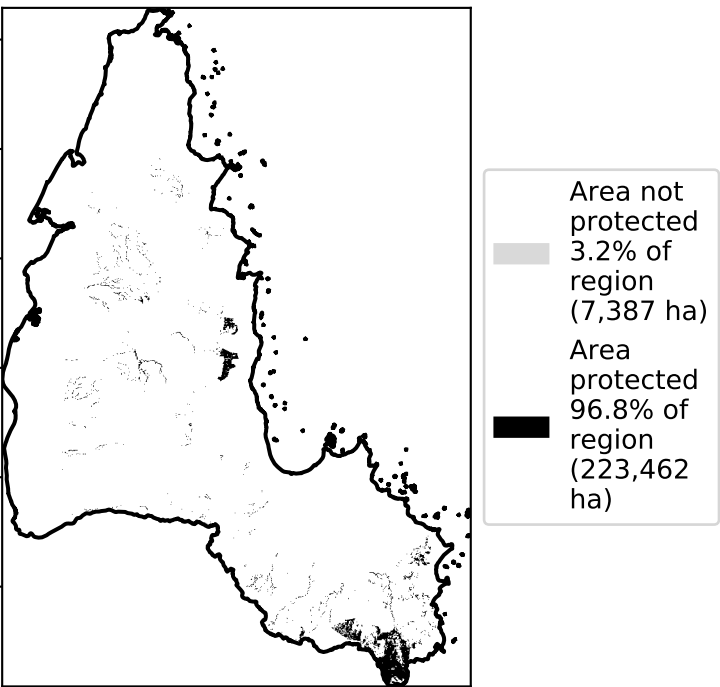 Area not
protected
3.2% of
region
(7,387 ha)
Area
protected
96.8% of
region
(223,462
ha)